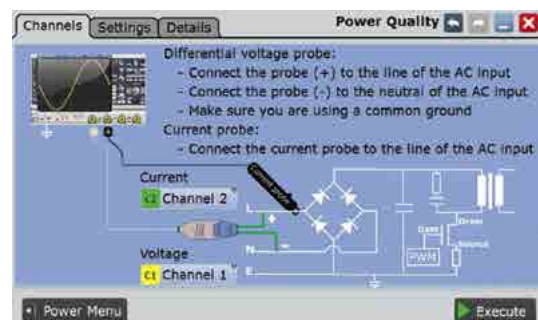 Channels Settings Details Power Quality
Differential voltage probe:
- Connect the probe (+) to the line of the AC input
- Connect the probe (-) to the neutral of the AC input
- Make sure you are using a common ground
Current probe:
- Connect the current probe to the line of the AC input
Current probe
Current
C2 Channel 2
L
+
Drain
Gate
Source
N
-
PWM
Voltage
C1 Channel 1
E
Power Menu Execute